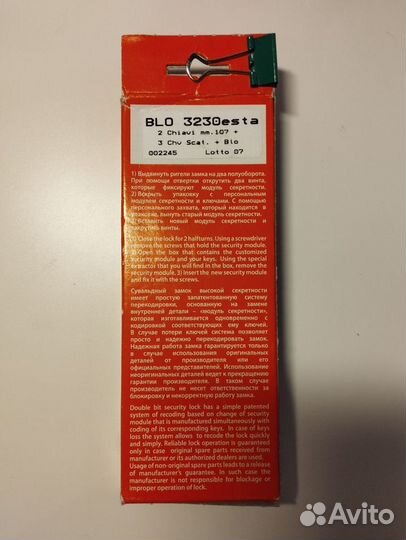 BLO 3230esta
2 Chiavi mm.107 +
3 Chv Scat. + Blo
002245 Lotto 07
1) Выдвинуть ригели замка на два полуоборота.
При помощи отвертки открутить два винта,
которые фиксируют модуль секретности.
2) Вскрыть упаковку с персональным
модулем секретности и ключами. С помощью
персонального захвата, который находится в
упаковке, вынуть старый модуль секретности.
3) Вставить новый модуль секретности и
закрутить винты.
1) Close the lock for 2 halfturns. Using a screwdriver
remove the screws that hold the security module.
2) Open the box that contains the customized
security module and your keys. Using the special
extractor that you will find in the box, remove the
security module. 3) Insert the new security module
and fix it with the screws.
Сувальдный замок высокой секретности
имеет простую запатентованную систему
перекодировки, основанную на замене
внутренней детали – «модуль секретности»,
которая изготавливается одновременно с
кодировкой соответствующих ему ключей.
В случае потери ключей система позволяет
просто и надежно перекодировать замок.
Надежная работа замка гарантируется только
в случае использования оригинальных
деталей от производителя или его
официальных представителей. Использование
неоригинальных деталей ведет к прекращению
гарантии производителя. В таком случае
производитель не несет ответственности за
блокировку и некорректную работу замка.
Double bit security lock has a simple patented
system of recoding based on change of security
module that is manufactured simultaneously with
coding of its corresponding keys. In case of keys
loss the system allows to recode the lock quickly
and simply. Reliable lock operation is guaranteed
only in case original spare parts received from
manufacturer or its authorized dealers are used.
Usage of non-original spare parts leads to a release
of manufacturer's guarantee. In such case the
manufacturer is not responsible for blockage or
improper operation of lock.
Avito